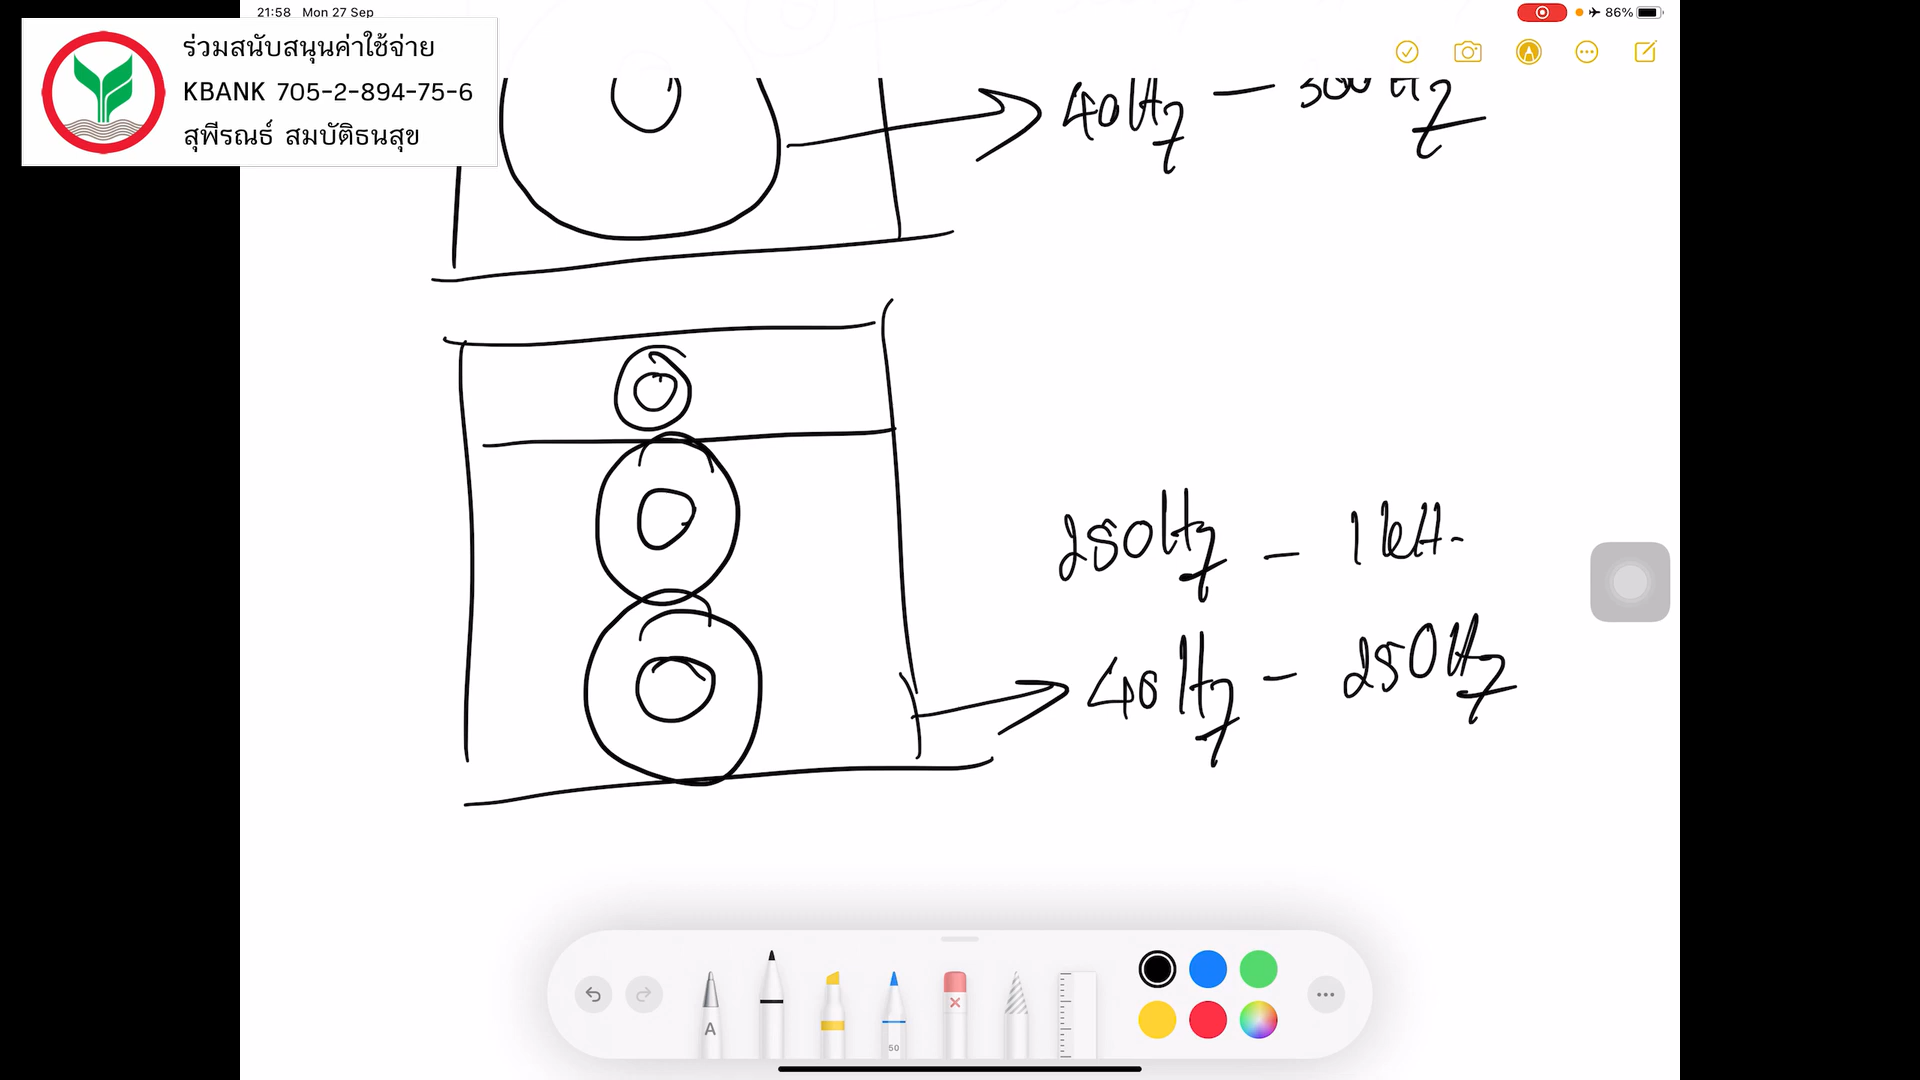 21:58 Mon 27 Sep
86%
ร่วมสนับสนุนค่าใช้จ่าย
KBANK 705-2-894-75-6
สุพีรณธ์ สมบัติธนสุข
40Hz — 300Hz
250Hz - 1kH-
40Hz - 250Hz
A
50